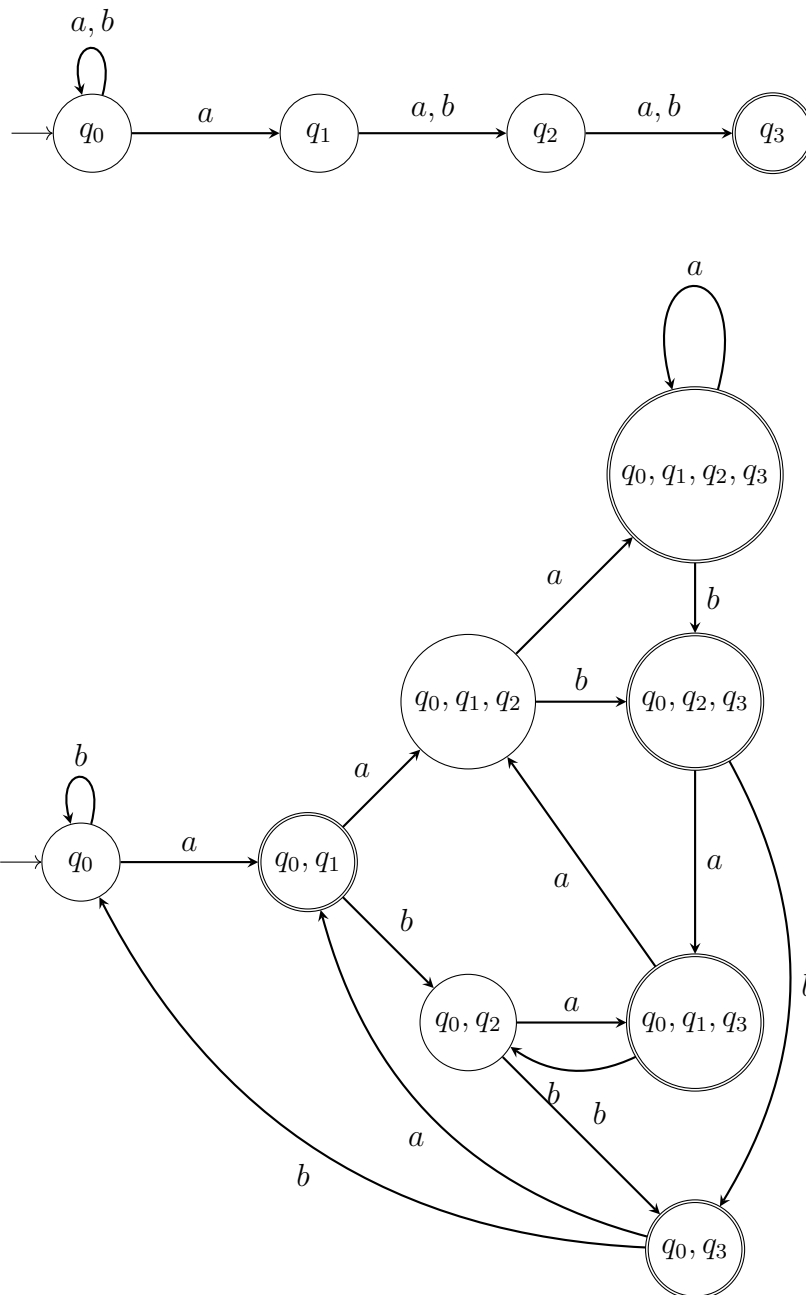 a, b
q0 a q1 a, b q2 a, b q3
a
q0, q1, q2, q3
a b
q0, q1, q2 b q0, q2, q3
b a
q0 a q0, q1 a a
b
q0, q2 a q0, q1, q3
b b
a
b
q0, q3